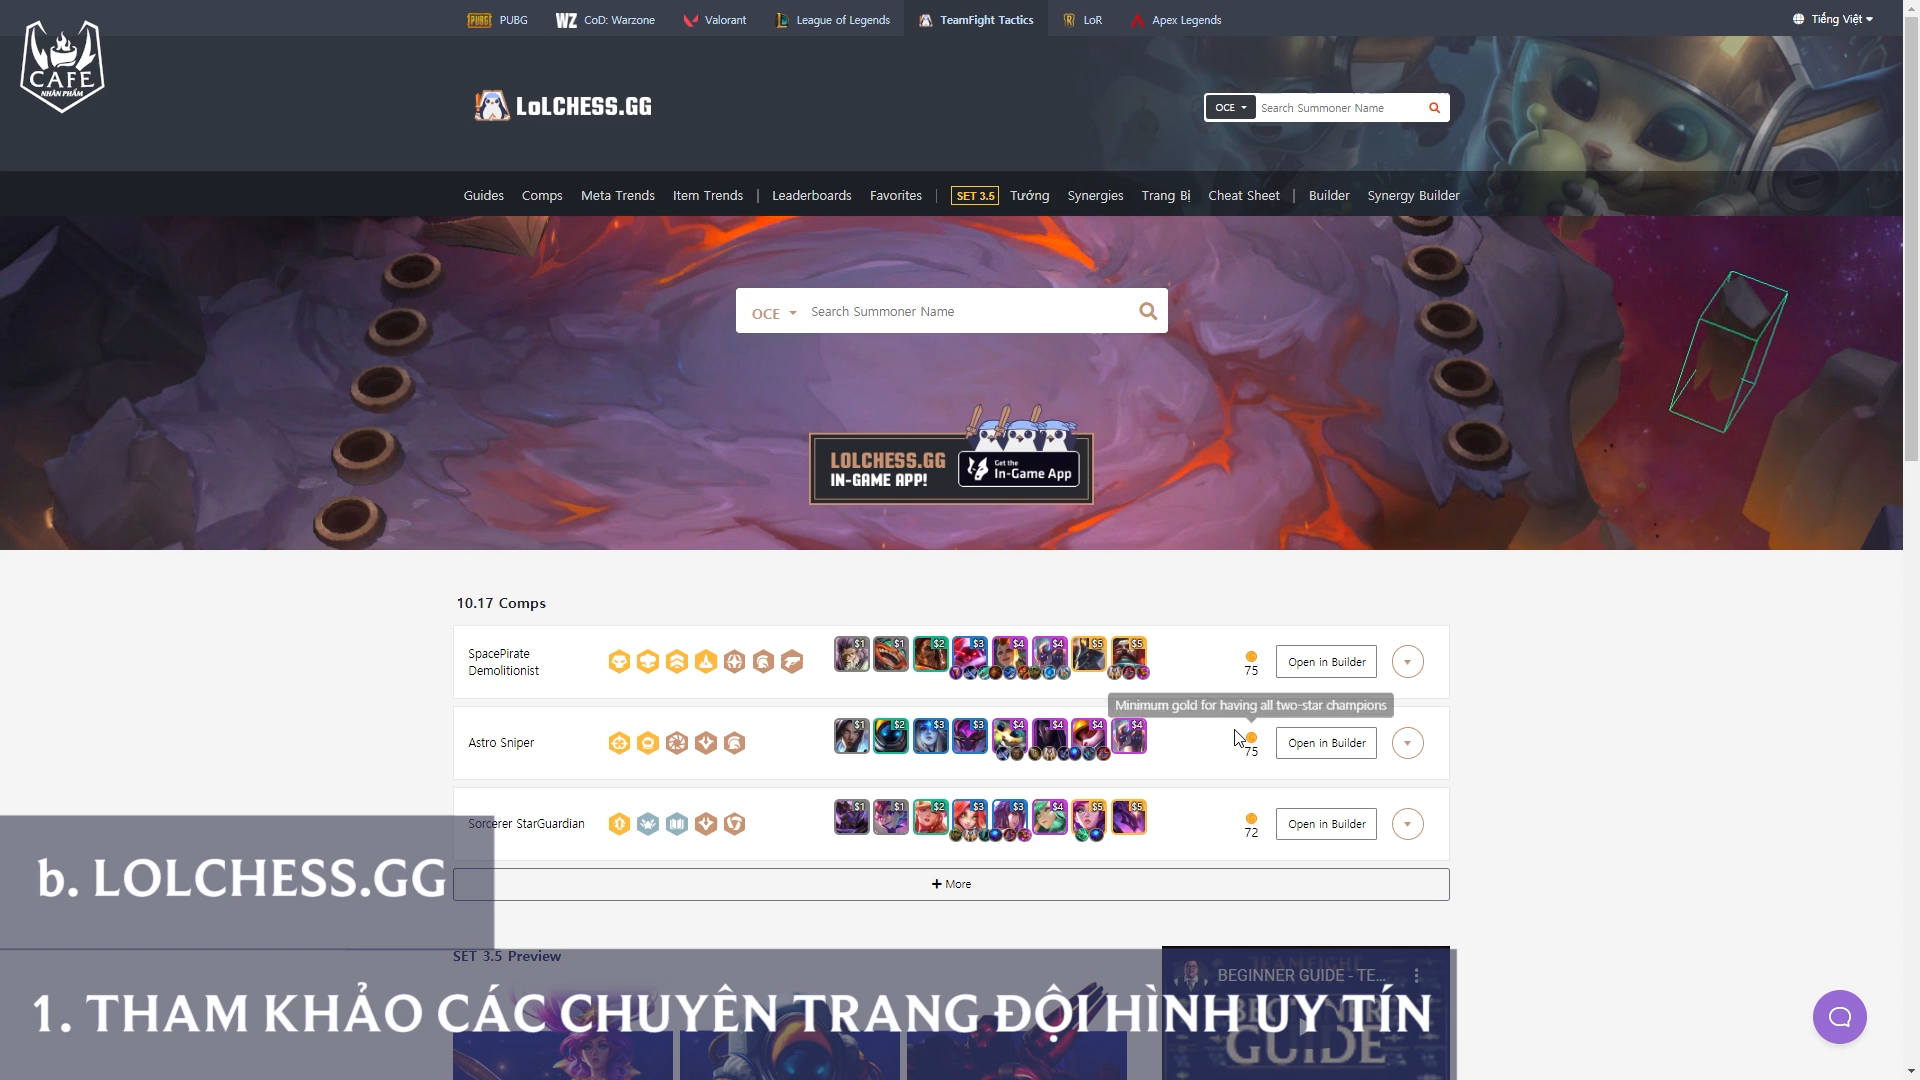 PUBG PUBG WZ CoD: Warzone Valorant League of Legends TeamFight Tactics LoR Apex Legends Tiếng Việt
CAFE
NHÂN PHẨM
LoLCHESS.GG
OCE Search Summoner Name
Guides Comps Meta Trends Item Trends | Leaderboards Favorites | SET 3.5 Tướng Synergies Trang Bị Cheat Sheet | Builder Synergy Builder
OCE Search Summoner Name
LOLCHESS.GG
IN-GAME APP!
Get the
In-Game App
10.17 Comps
SpacePirate
Demolitionist
$1 $1 $2 $3 $4 $4 $5 $5
75
Open in Builder
Minimum gold for having all two-star champions
Astro Sniper
$1 $2 $3 $3 $4 $4 $4 $4
75
Open in Builder
Sorcerer StarGuardian
$1 $1 $2 $3 $3 $4 $5 $5
72
Open in Builder
b. LOLCHESS.GG
+ More
SET 3.5 Preview
BEGINNER GUIDE - TE...
TEAMFIGHT
1. THAM KHẢO CÁC CHUYÊN TRANG ĐỘI HÌNH UY TÍN
GUIDE